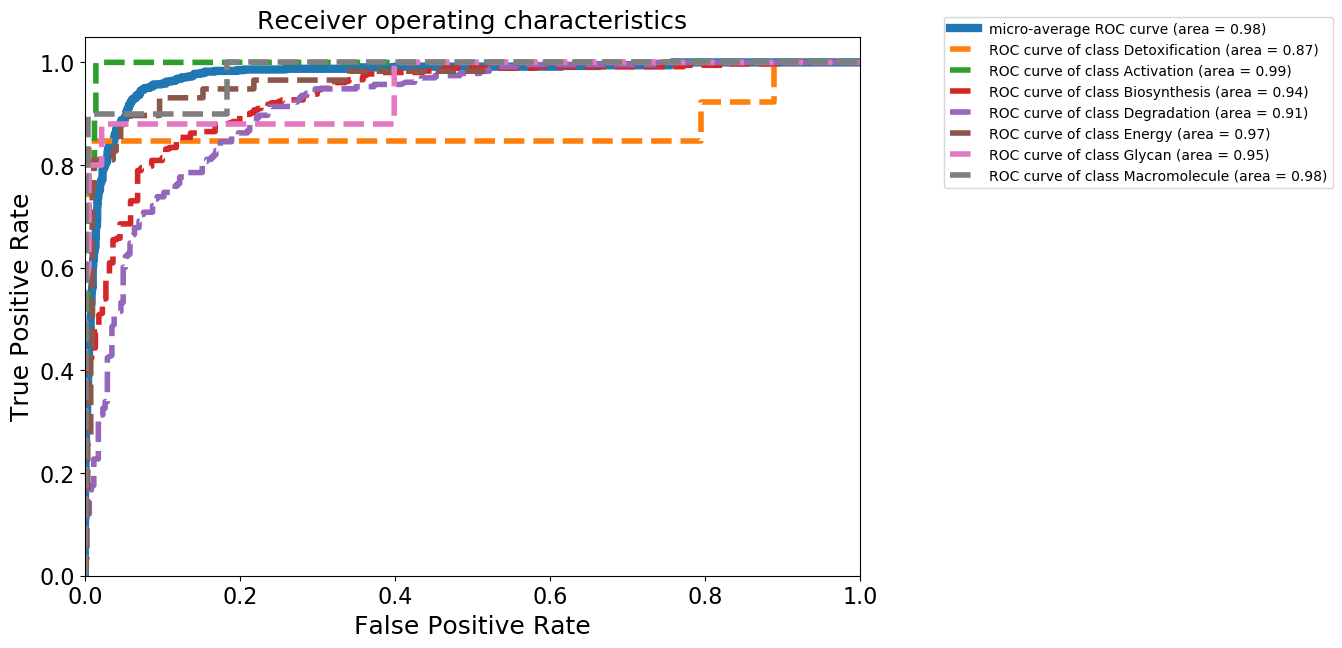 Receiver operating characteristics
micro-average ROC curve (area = 0.98)
ROC curve of class Detoxification (area = 0.87)
ROC curve of class Activation (area = 0.99)
ROC curve of class Biosynthesis (area = 0.94)
ROC curve of class Degradation (area = 0.91)
ROC curve of class Energy (area = 0.97)
ROC curve of class Glycan (area = 0.95)
ROC curve of class Macromolecule (area = 0.98)
True Positive Rate
1.0
0.8
0.6
0.4
0.2
0.0
0.0 0.2 0.4 0.6 0.8 1.0
False Positive Rate